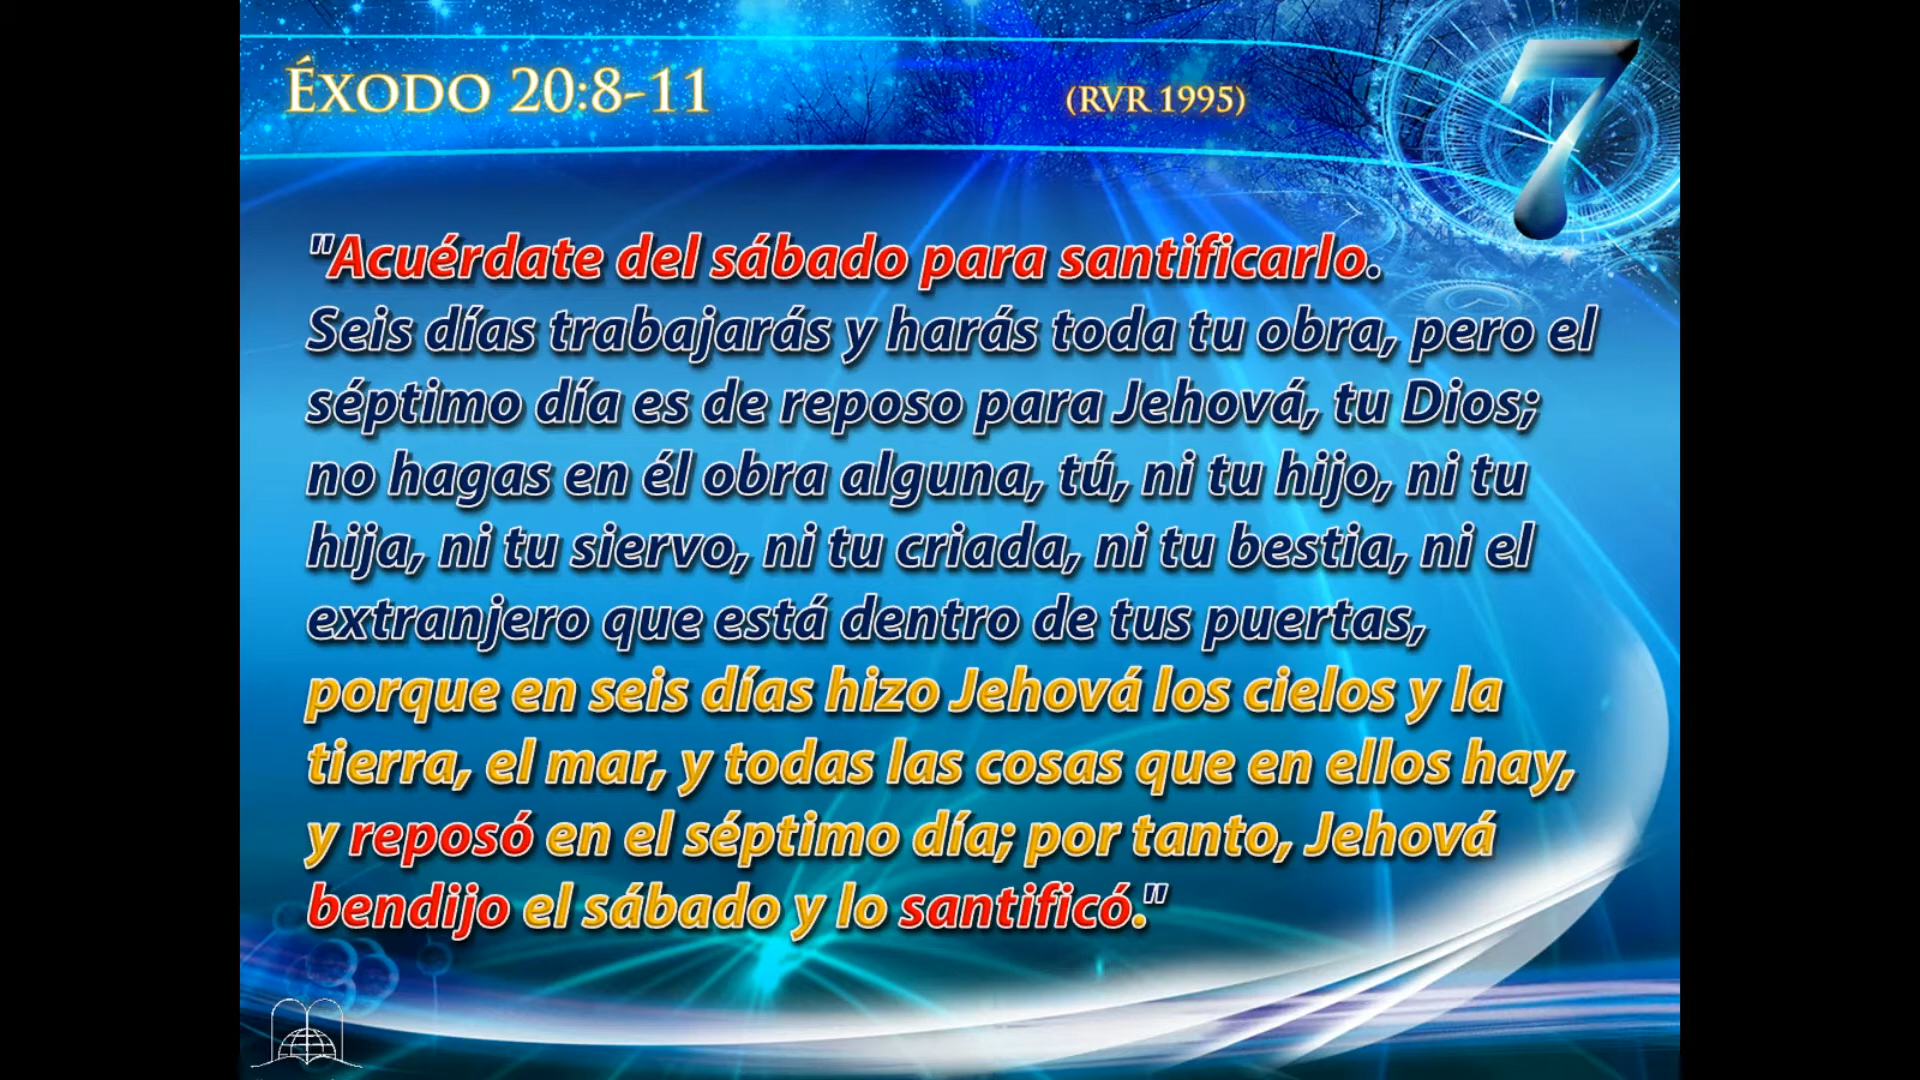 ÉXODO 20:8-11
(RVR 1995)
7
"Acuérdate del sábado para santificarlo.
Seis días trabajarás y harás toda tu obra, pero el
séptimo día es de reposo para Jehová, tu Dios;
no hagas en él obra alguna, tú, ni tu hijo, ni tu
hija, ni tu siervo, ni tu criada, ni tu bestia, ni el
extranjero que está dentro de tus puertas,
porque en seis días hizo Jehová los cielos y la
tierra, el mar, y todas las cosas que en ellos hay,
y reposó en el séptimo día; por tanto, Jehová
bendijo el sábado y lo santificó."